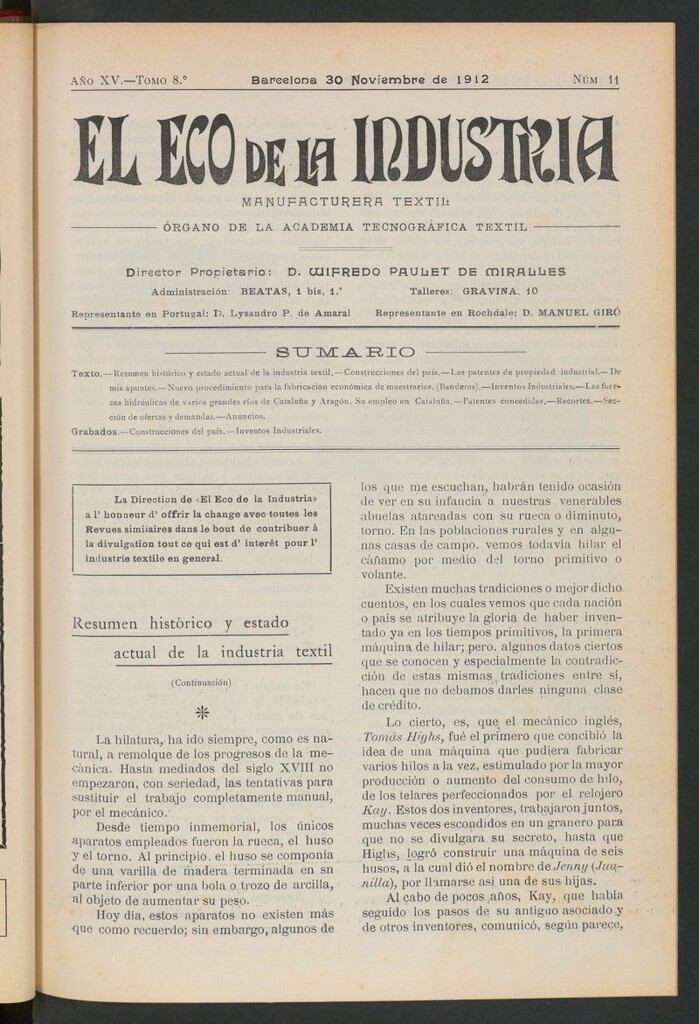 AÑO XV.—TOMO 8.º
Barcelona 30 Noviembre de 1912
NÚM. 11
EL ECO DE LA INDUSTRIA
MANUFACTURERA TEXTIL
ÓRGANO DE LA ACADEMIA TECNOGRÁFICA TEXTIL
Director Propietario: D. WIFREDO PAULET DE MIRALLES
Administración: BEATAS, 1 bis, 1.º
Talleres: GRAVINA, 10
Representante en Portugal: D, Lysandro P. de Amaral
Representante en Rochdale: D. MANUEL GIRÓ
SUMARIO
Texto.—Resumen histórico y estado actual de la industria textil.—Construcciones del país.—Las patentes de propiedad industrial.—De
mis apuntes.—Nuevo procedimiento para la fabricacion económica de muestrarios. (Banderas).—Inventos Industriales.—Las fuer-
zas hidráulicas de varios grandes ríos de Cataluña y Aragón. Su empleo en Cataluña.—Patentes concedidas.—Recortes.—Sec-
ción de ofertas y demandas.—Anuncios.
Grabados.—Construcciones del país.—Inventos Industriales.
La Direction de «El Eco de la Industria»
a l' honneur d' offrir la change avec toutes les
Revues similaires dans le bout de contribuer à
la divulgation tout ce qui est d' interét pour l'
industrie textile en general.
Resumen histórico y estado
actual de la industria textil
(Continuación)
La hilatura, ha ido siempre, como es na-
tural, a remolque de los progresos de la me-
cánica. Hasta mediados del siglo XVIII no
empezaron, con seriedad, las tentativas para
sustituir el trabajo completamente manual,
por el mecánico.
Desde tiempo inmemorial, los únicos
aparatos empleados fueron la rueca, el huso
y el torno. Al principio, el huso se componía
de una varilla de madera terminada en sn
parte inferior por una bola o trozo de arcilla,
al objeto de aumentar su peso.
Hoy dia, estos aparatos no existen más
que como recuerdo; sin embargo, algunos de
los que me escuchan, habrán tenido ocasión
de ver en su infancia a nuestras venerables
abuelas atareadas con su rueca o diminuto,
torno. En las poblaciones rurales y en algu-
nas casas de campo. vemos todavía hilar el
cáñamo por medio del torno primitivo o
volante.
Existen muchas tradiciones o mejor dicho
cuentos, en los cuales vemos que cada nación
o pais se atribuye la gloria de haber inven-
tado ya en los tiempos primitivos, la primera
máquina de hilar; pero. algunos datos ciertos
que se conocen y especialmente la contradic-
ción de estas mismas tradiciones entre sí,
hacen que no debamos darles ninguna clase
de crédito.
Lo cierto, es, que el mecánico inglés,
Tomás Highs, fué el primero que concibió la
idea de una máquina que pudiera fabricar
varios hilos a la vez, estimulado por la mayor
producción o aumento del consumo de hilo,
de los telares perfeccionados por el relojero
Kay. Estos dos inventores, trabajaron juntos,
muchas veces escondidos en un granero para
que no se divulgara su secreto, hasta que
Highs, logró construir una máquina de seis
husos, a la cual dió el nombre de Jenny (Jua-
nilla), por llamarse asi una de sus hijas.
Al cabo de pocos años, Kay, que había
seguido los pasos de su antiguo asociado y
de otros inventores, comunicó, según parece,